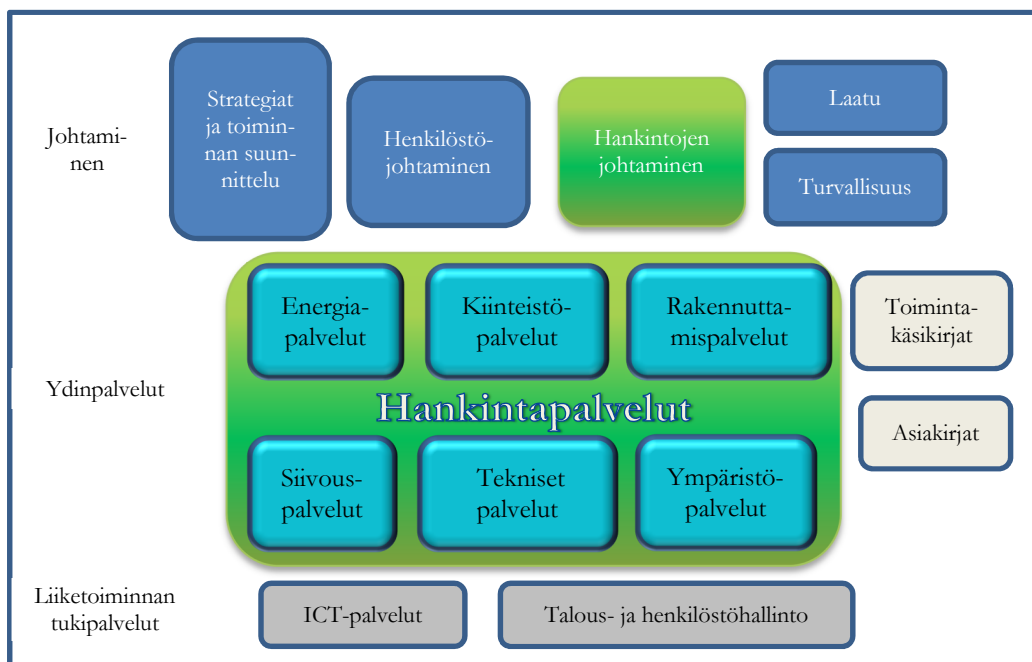 Johtami-
nen
Strategiat
ja toimin-
nan suun-
nittelu
Henkilöstö-
johtaminen
Hankintojen
johtaminen
Laatu
Turvallisuus
Ydinpalvelut
Energia-
palvelut
Kiinteistö-
palvelut
Rakennutta-
mispalvelut
Hankintapalvelut
Siivous-
palvelut
Tekniset
palvelut
Ympäristö-
palvelut
Toiminta-
käsikirjat
Asiakirjat
Liiketoiminnan
tukipalvelut
ICT-palvelut
Talous- ja henkilöstöhallinto